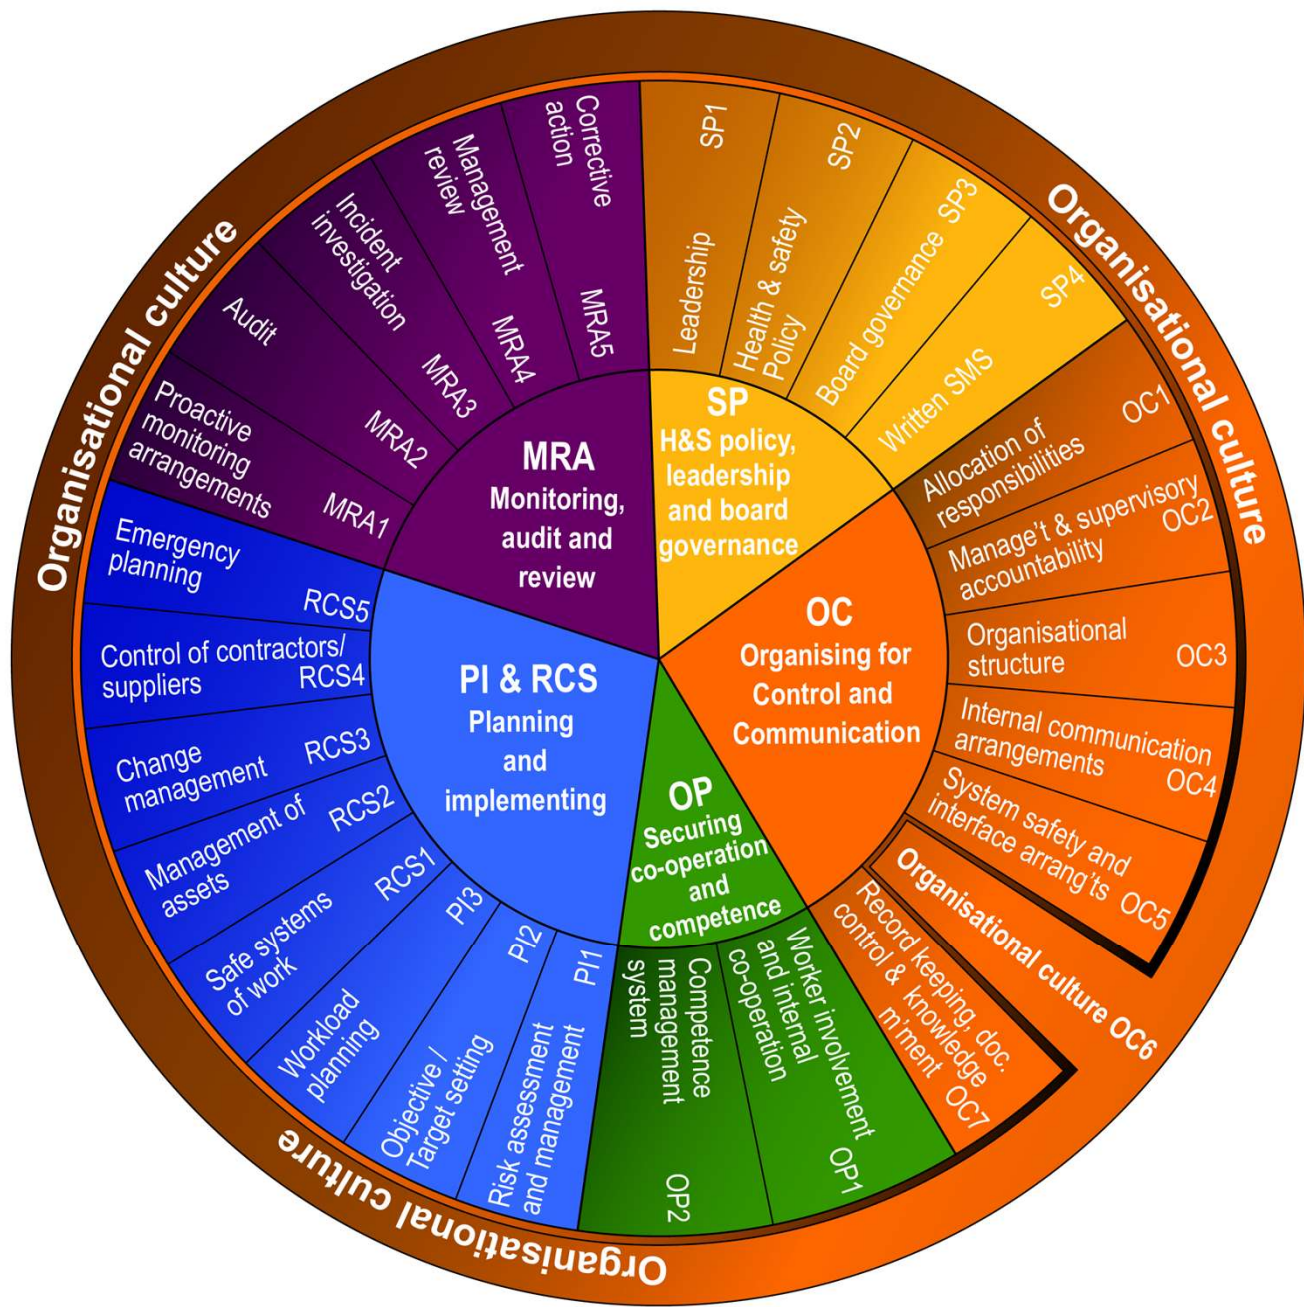 Organisational culture
Organisational culture
Organisational culture
SP
H&S policy,
leadership
and board
governance
Leadership
SP1
Health & safety
Policy
SP2
Board governance SP3
Written SMS
SP4
OC
Organising for
Control and
Communication
Allocation of
responsibilities
OC1
Manage't & supervisory
accountability
OC2
Organisational
structure
OC3
Internal communication
arrangements
OC4
System safety and
interface arrang'ts
OC5
Organisational culture OC6
Record keeping, doc.
control & knowledge
m'ment
OC7
OP
Securing
co-operation
and
competence
Worker involvement
and internal
co-operation
OP1
Competence
management
system
OP2
PI & RCS
Planning
and
implementing
PI1
Risk assessment
and management
PI2
Objective /
Target setting
PI3
Workload
planning
RCS1
Safe systems
of work
RCS2
Management of
assets
RCS3
Change
management
Control of contractors/
suppliers
RCS4
Emergency
planning
RCS5
MRA
Monitoring,
audit and
review
Proactive
monitoring
arrangements
MRA1
Audit
MRA2
Incident
investigation
MRA3
Management
review
MRA4
Corrective
action
MRA5